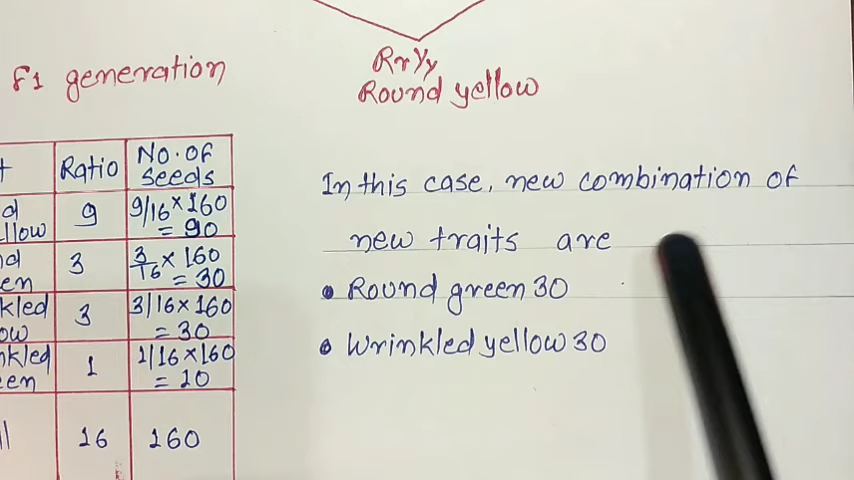 RrYy
Round yellow
F1 generation
Ratio No. of seeds
9 9/16 × 160 = 90
3 3/16 × 160 = 30
3 3/16 × 160 = 30
1 1/16 × 160 = 10
16 160
In this case, new combination of
new traits are
• Round green 30
• Wrinkled yellow 30